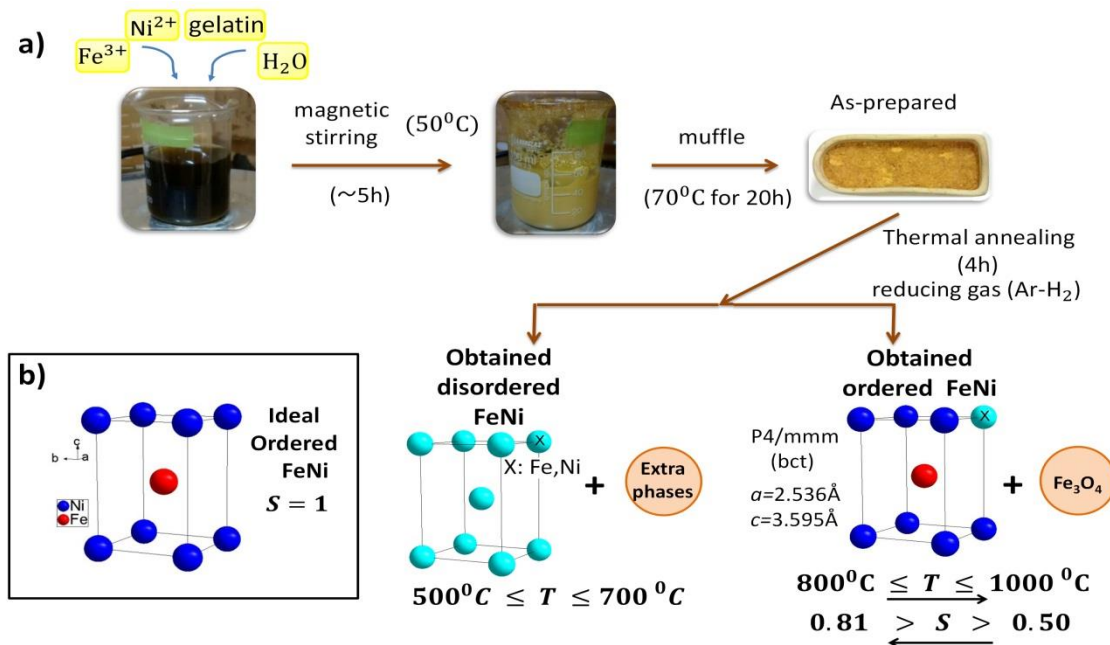 a)
Ni²⁺
gelatin
Fe³⁺
H₂O
magnetic
stirring
(50⁰C)
(~5h)
muffle
(70⁰C for 20h)
As-prepared
Thermal annealing
(4h)
reducing gas (Ar-H₂)
b)
c
b
a
Ni
Fe
Ideal
Ordered
FeNi
S = 1
Obtained
disordered
FeNi
X
X: Fe,Ni
+
Extra
phases
500⁰C ≤ T ≤ 700 ⁰C
Obtained
ordered FeNi
X
P4/mmm
(bct)
a=2.536Å
c=3.595Å
+
Fe₃O₄
800⁰C ≤ T ≤ 1000 ⁰C
0.81 > S > 0.50